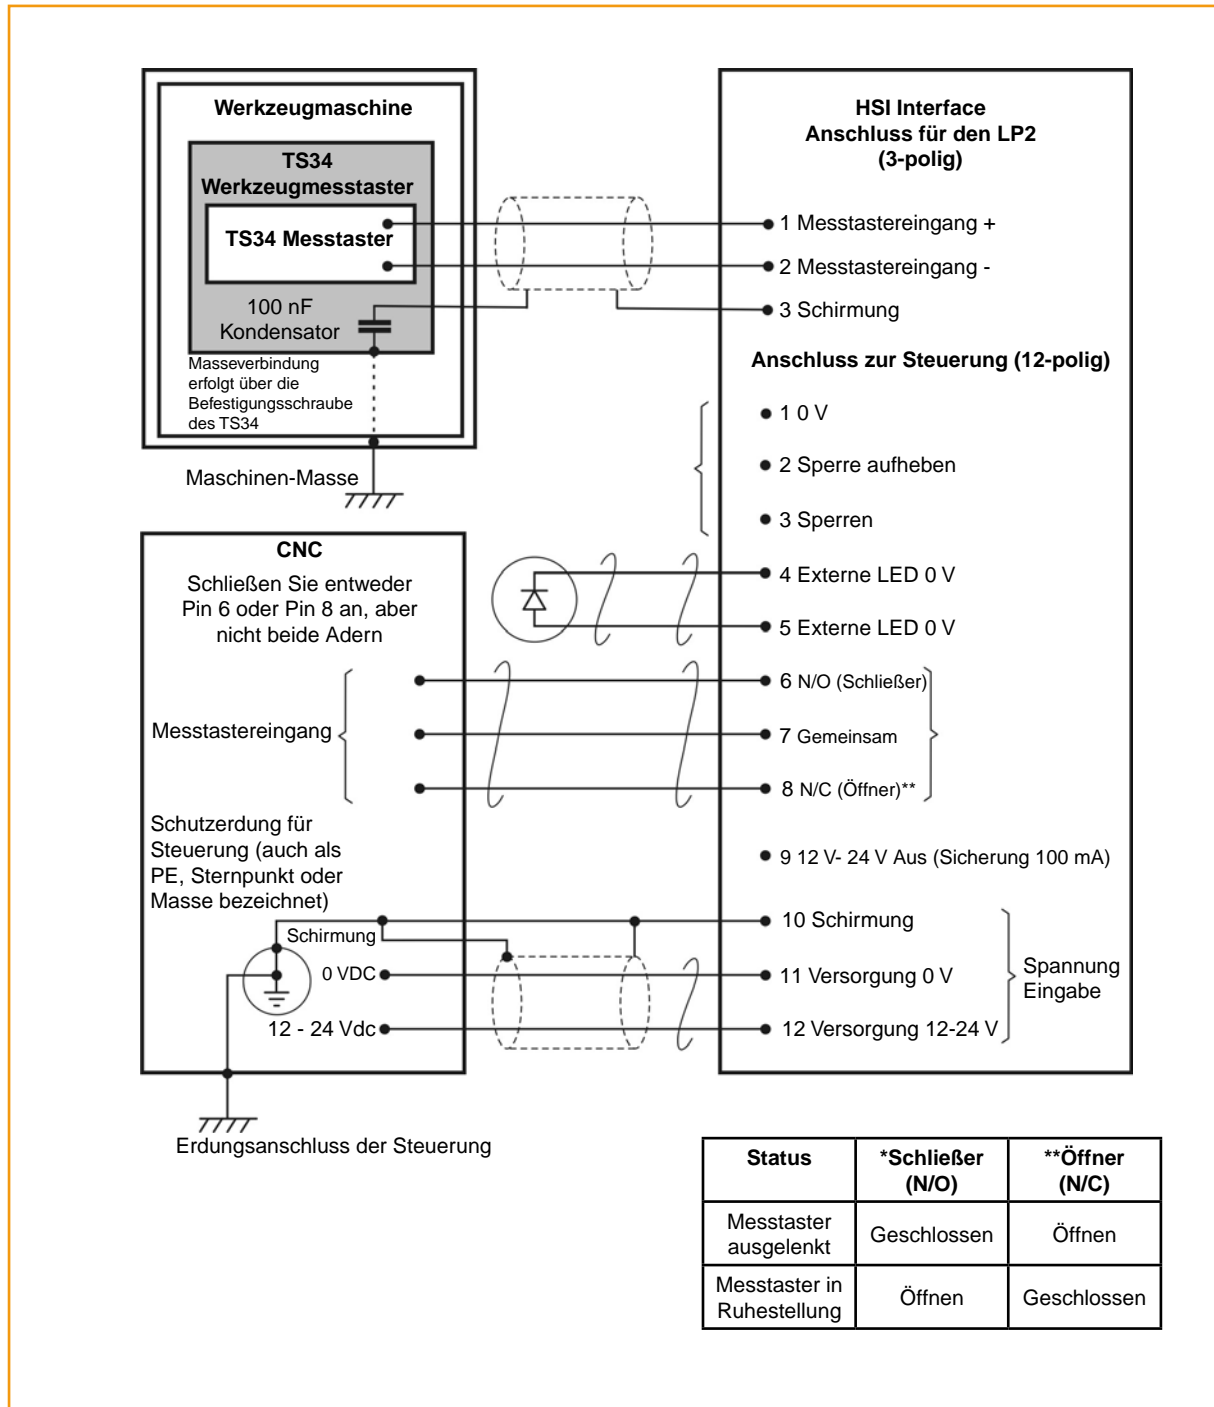 Werkzeugmaschine
TS34
Werkzeugmesstaster
TS34 Messtaster
100 nF
Kondensator
Masseverbindung
erfolgt über die
Befestigungsschraube
des TS34
Maschinen-Masse
HSI Interface
Anschluss für den LP2
(3-polig)
1 Messtastereingang +
2 Messtastereingang -
3 Schirmung
Anschluss zur Steuerung (12-polig)
1 0 V
2 Sperre aufheben
3 Sperren
4 Externe LED 0 V
5 Externe LED 0 V
6 N/O (Schließer)
7 Gemeinsam
8 N/C (Öffner)**
9 12 V- 24 V Aus (Sicherung 100 mA)
10 Schirmung
11 Versorgung 0 V
12 Versorgung 12-24 V
Spannung
Eingabe
CNC
Schließen Sie entweder
Pin 6 oder Pin 8 an, aber
nicht beide Adern
Messtastereingang
Schutzerdung für
Steuerung (auch als
PE, Sternpunkt oder
Masse bezeichnet)
Schirmung
0 VDC
12 - 24 Vdc
Erdungsanschluss der Steuerung
Status
*Schließer
(N/O)
**Öffner
(N/C)
Messtaster
ausgelenkt
Geschlossen
Öffnen
Messtaster in
Ruhestellung
Öffnen
Geschlossen